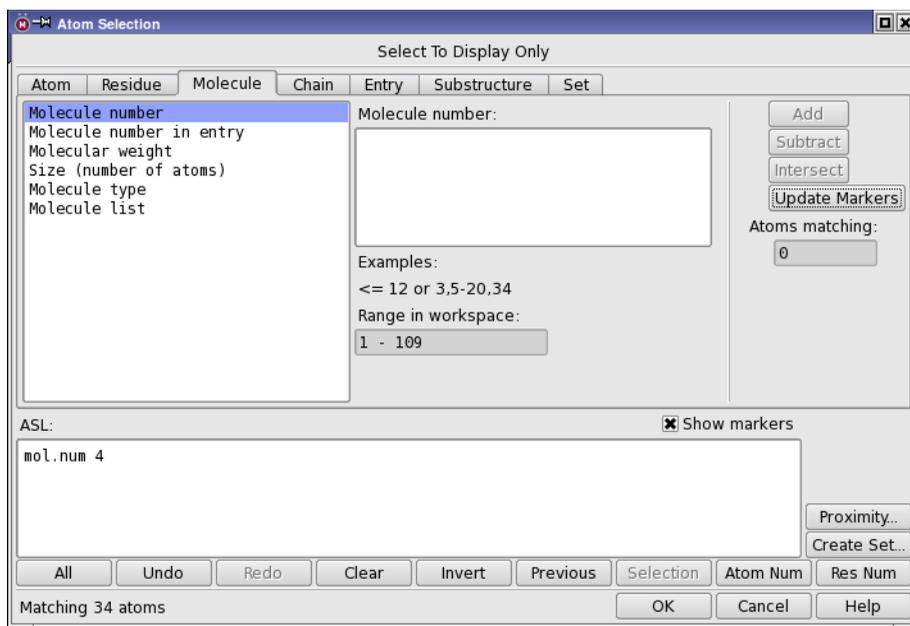 Atom Selection
Select To Display Only
Atom Residue Molecule Chain Entry Substructure Set
Molecule number
Molecule number in entry
Molecular weight
Size (number of atoms)
Molecule type
Molecule list
Molecule number:
Examples:
<= 12 or 3,5-20,34
Range in workspace:
1 - 109
Add
Subtract
Intersect
Update Markers
Atoms matching:
0
ASL:
Show markers
mol.num 4
Proximity...
Create Set...
All Undo Redo Clear Invert Previous Selection Atom Num Res Num
Matching 34 atoms
OK Cancel Help